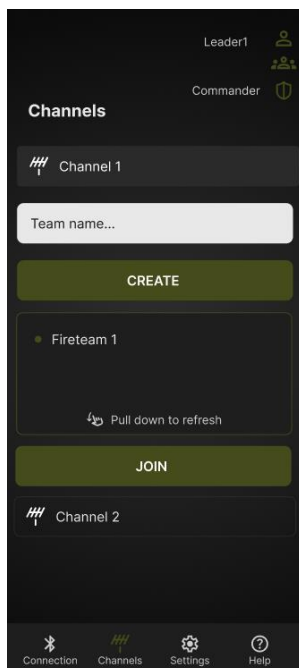 Leader1
Commander
Channels
Channel 1
Team name...
CREATE
Fireteam 1
Pull down to refresh
JOIN
Channel 2
Connection Channels Settings Help